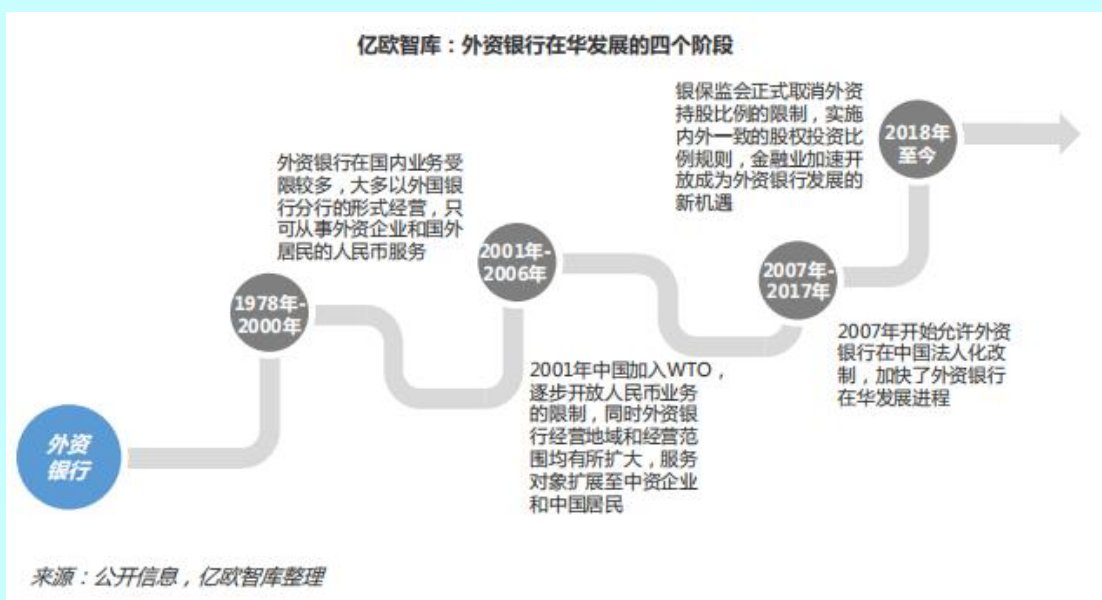 亿欧智库：外资银行在华发展的四个阶段
外资
银行
1978年-
2000年
外资银行在国内业务受
限较多，大多以外国银
行分行的形式经营，只
可从事外资企业和国外
居民的人民币服务
2001年-
2006年
2001年中国加入WTO，
逐步开放人民币业务
的限制，同时外资银
行经营地域和经营范
围均有所扩大，服务
对象扩展至中资企业
和中国居民
2007年-
2017年
2007年开始允许外资
银行在中国法人化改
制，加快了外资银行
在华发展进程
2018年
至今
银保监会正式取消外资
持股比例的限制，实施
内外一致的股权投资比
例规则，金融业加速开
放成为外资银行发展的
新机遇
来源：公开信息，亿欧智库整理